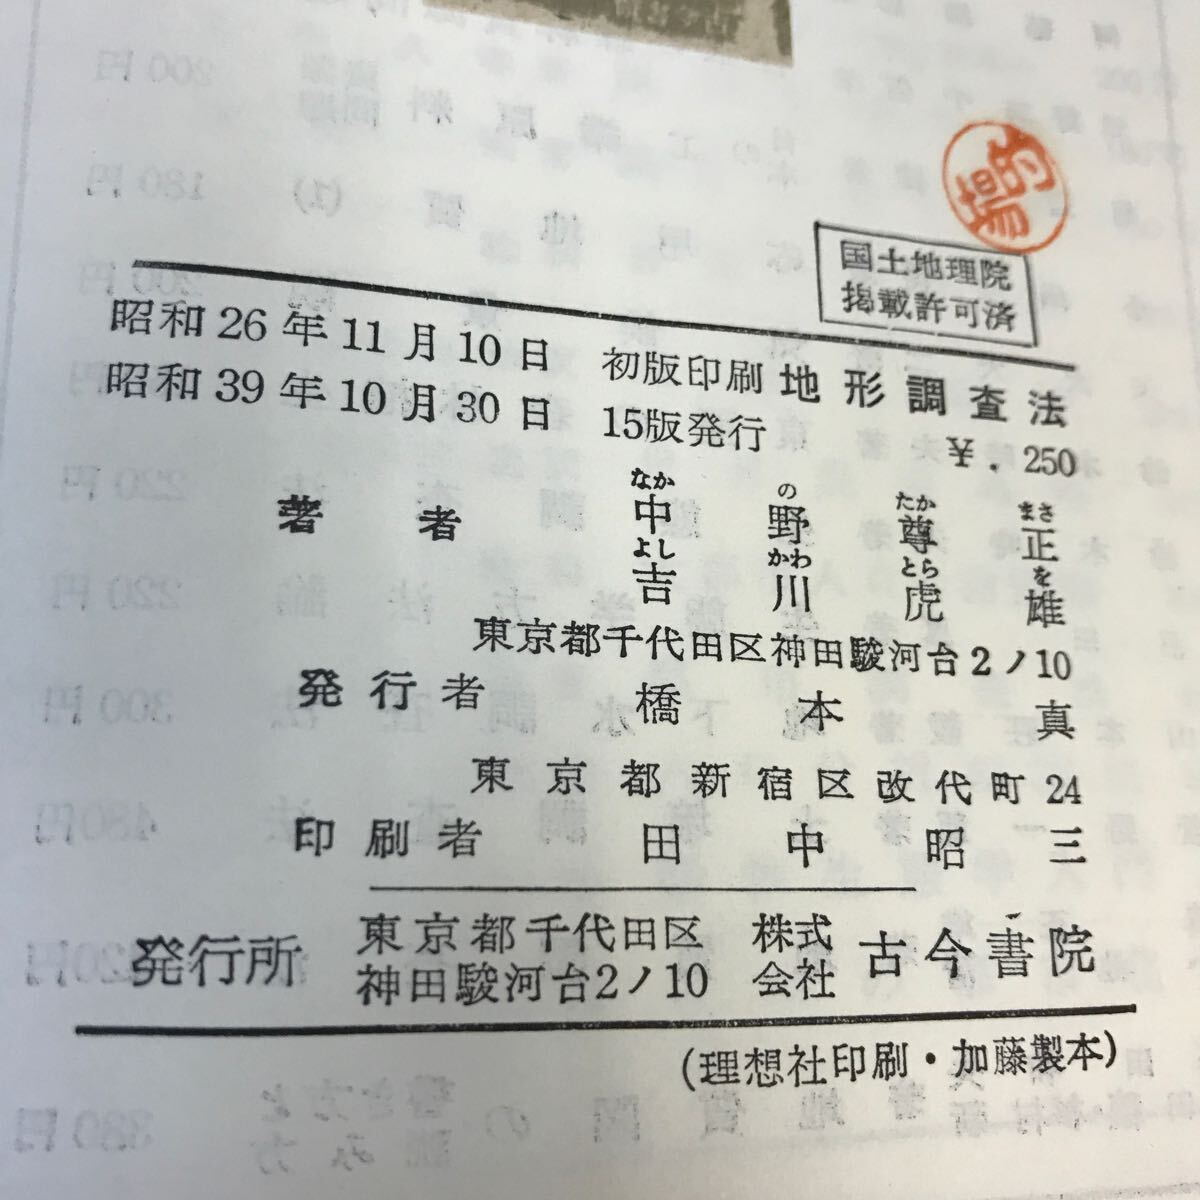 的場
国土地理院
掲載許可済
昭和26年11月10日 初版印刷 地形調査法
昭和39年10月30日 15版発行 ¥.250
なか の たか まさ
著者 中野尊正
よし かわ とら を
吉川虎雄
東京都千代田区神田駿河台2ノ10
発行者 橋本真
東京都新宿区改代町24
印刷者 田中昭三
発行所 東京都千代田区 株式 古今書院
神田駿河台2ノ10 会社
(理想社印刷・加藤製本)